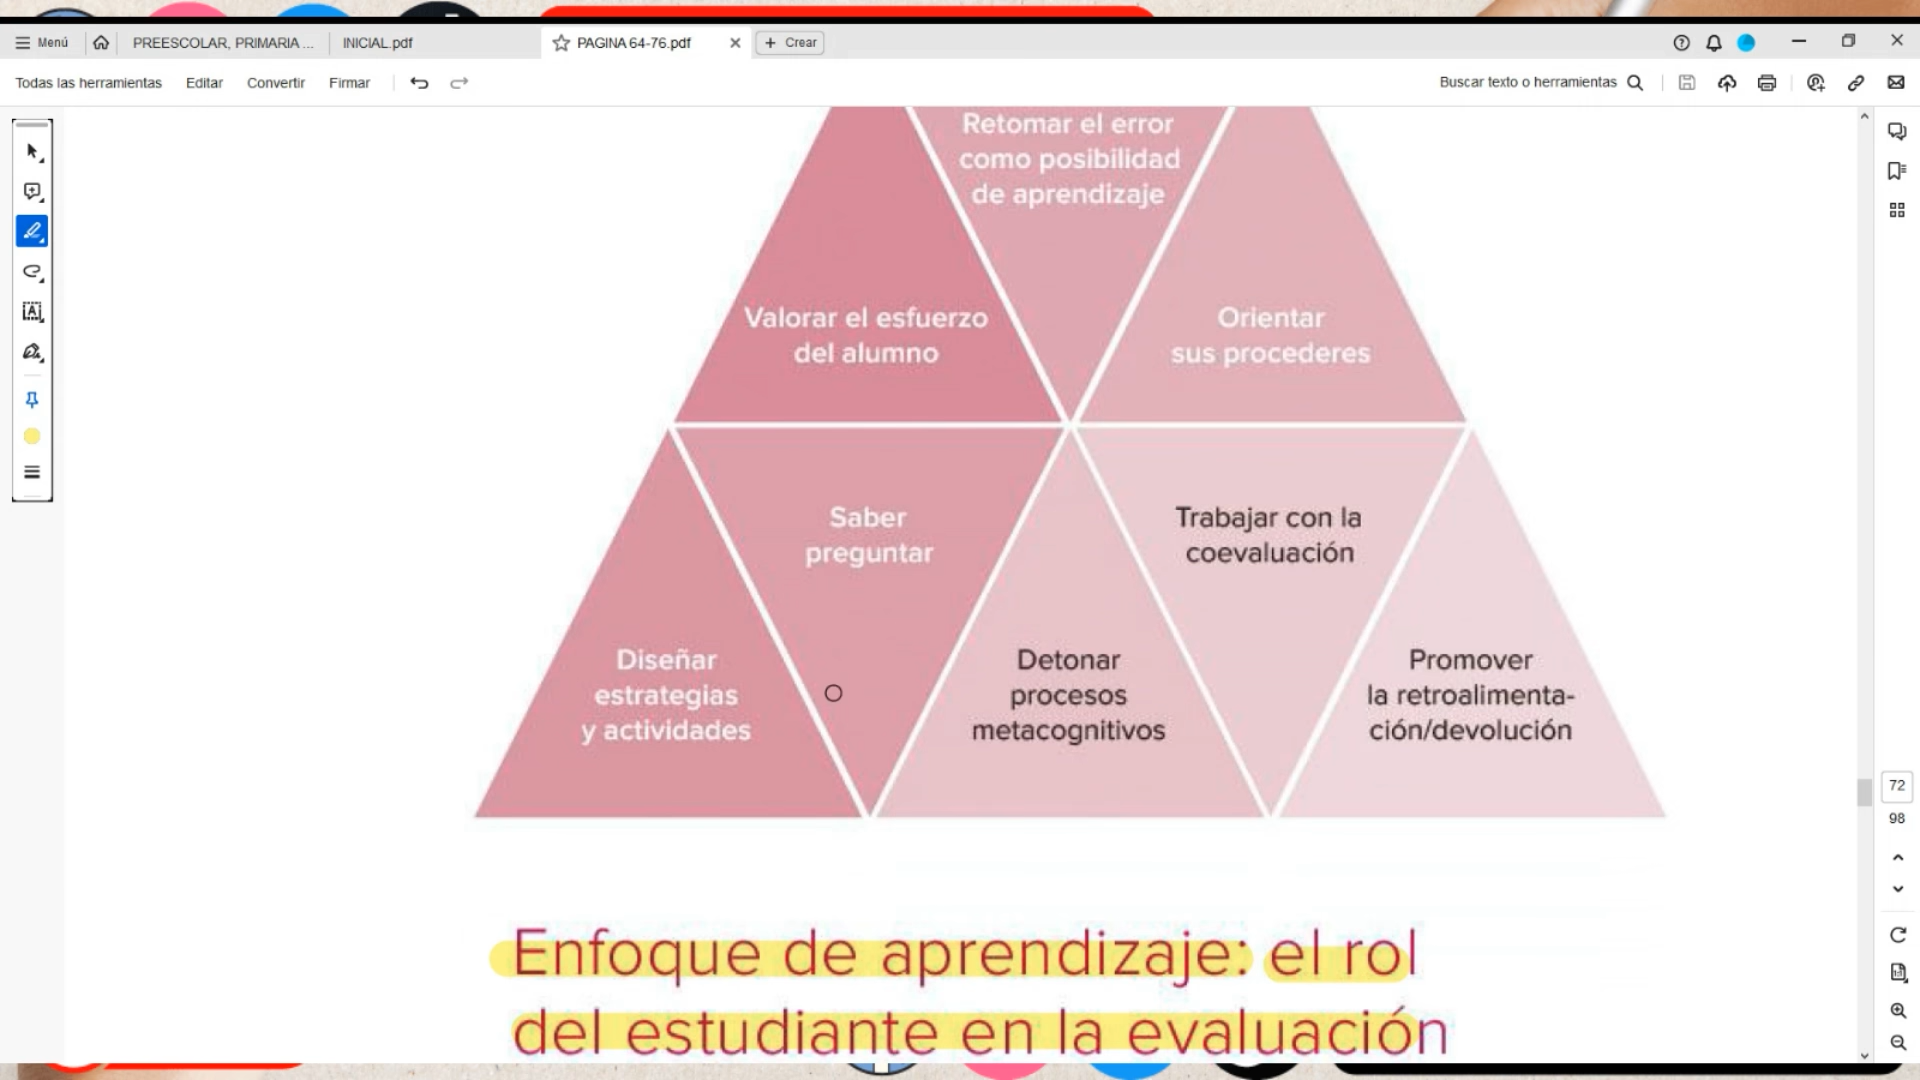 Menú
PREESCOLAR, PRIMARIA ...
INICIAL.pdf
PAGINA 64-76.pdf
Crear
Todas las herramientas
Editar
Convertir
Firmar
Buscar texto o herramientas
Retomar el error
como posibilidad
de aprendizaje
Valorar el esfuerzo
del alumno
Orientar
sus procederes
Saber
preguntar
Trabajar con la
coevaluación
Diseñar
estrategias
y actividades
Detonar
procesos
metacognitivos
Promover
la retroalimenta-
ción/devolución
72
98
Enfoque de aprendizaje: el rol
del estudiante en la evaluación